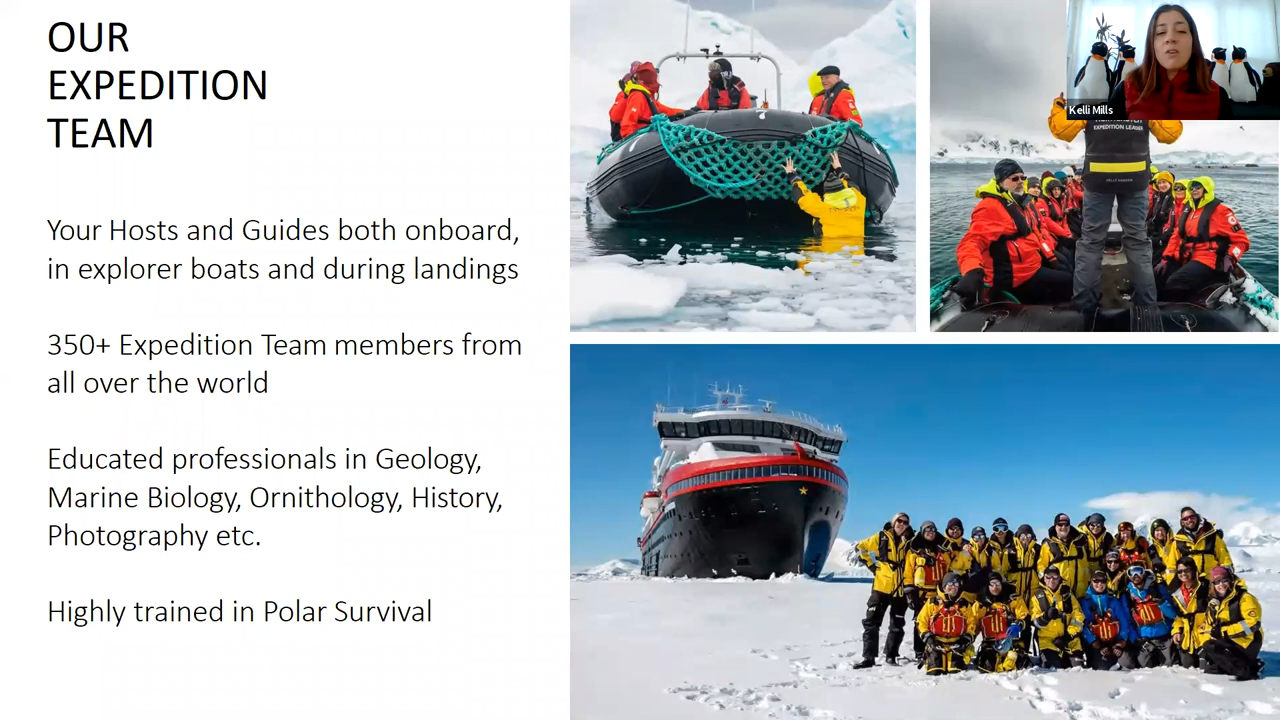 OUR
EXPEDITION
TEAM
Your Hosts and Guides both onboard,
in explorer boats and during landings
350+ Expedition Team members from
all over the world
Educated professionals in Geology,
Marine Biology, Ornithology, History,
Photography etc.
Highly trained in Polar Survival
Kelli Mills
EXPEDITION LEADER